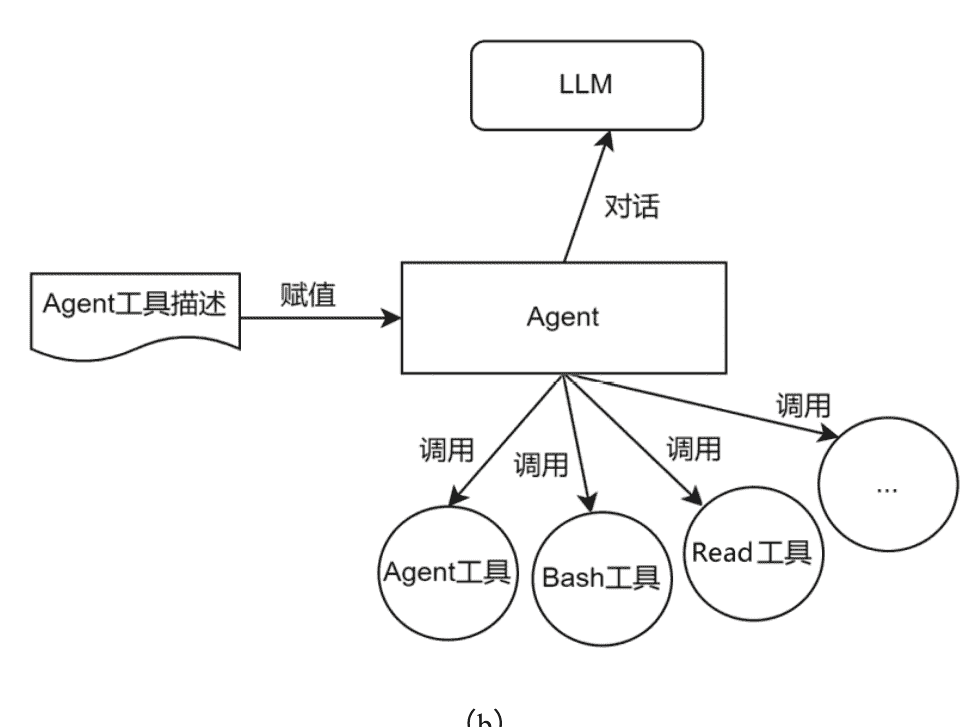 LLM
对话
Agent工具描述
赋值
Agent
调用
调用
调用
调用
...
Agent工具
Bash工具
Read 工具
(b)